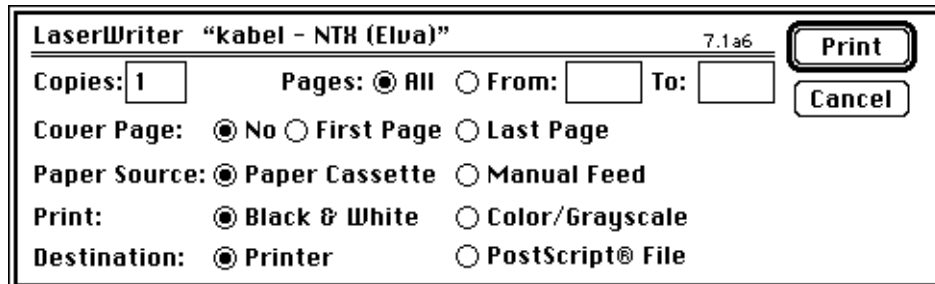 LaserWriter “kabel - NTX (Elva)” 7.1a6 Print
Copies: 1 Pages: All From: To: Cancel
Cover Page: No First Page Last Page
Paper Source: Paper Cassette Manual Feed
Print: Black & White Color/Grayscale
Destination: Printer PostScript® File